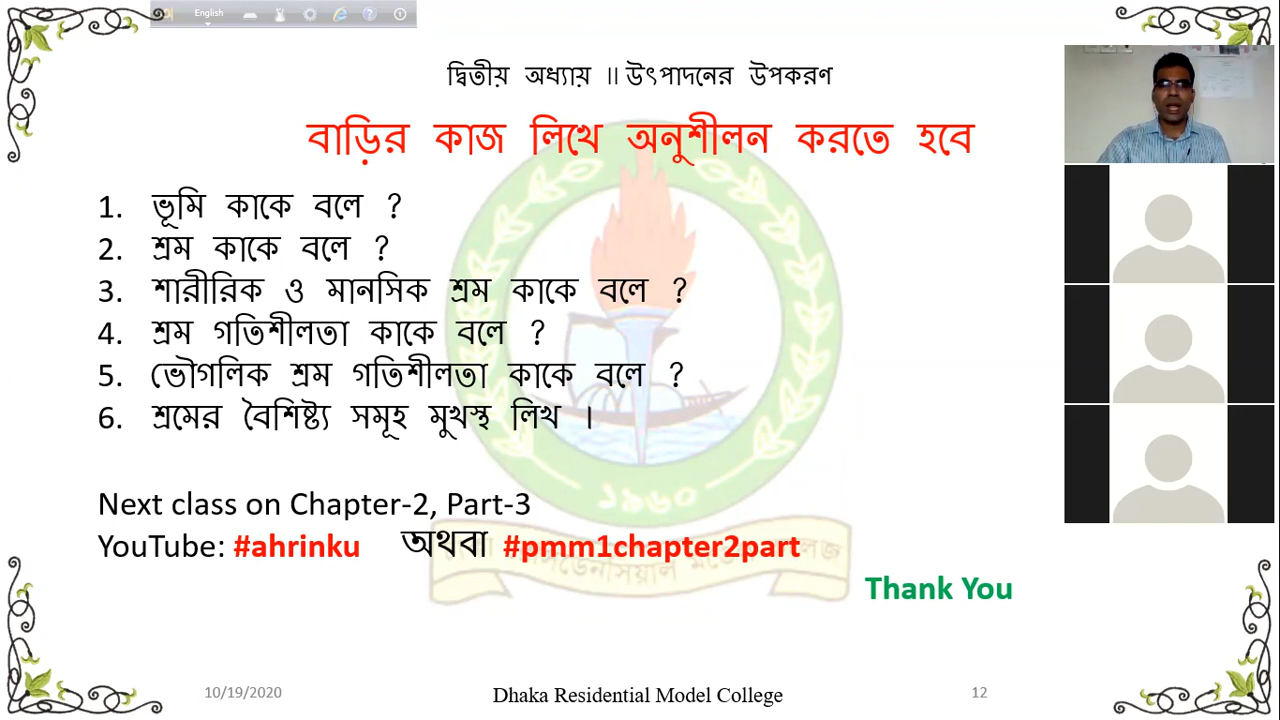 English
দ্বিতীয় অধ্যায় ।। উৎপাদনের উপকরণ
বাড়ির কাজ লিখে অনুশীলন করতে হবে
1. ভূমি কাকে বলে ?
2. শ্রম কাকে বলে ?
3. শারীরিক ও মানসিক শ্রম কাকে বলে ?
4. শ্রম গতিশীলতা কাকে বলে ?
5. ভৌগলিক শ্রম গতিশীলতা কাকে বলে ?
6. শ্রমের বৈশিষ্ট্য সমূহ মুখস্থ লিখ ।
১৯৬০
Next class on Chapter-2, Part-3
YouTube: #ahrinku অথবা #pmm1chapter2part
Thank You
10/19/2020 Dhaka Residential Model College 12